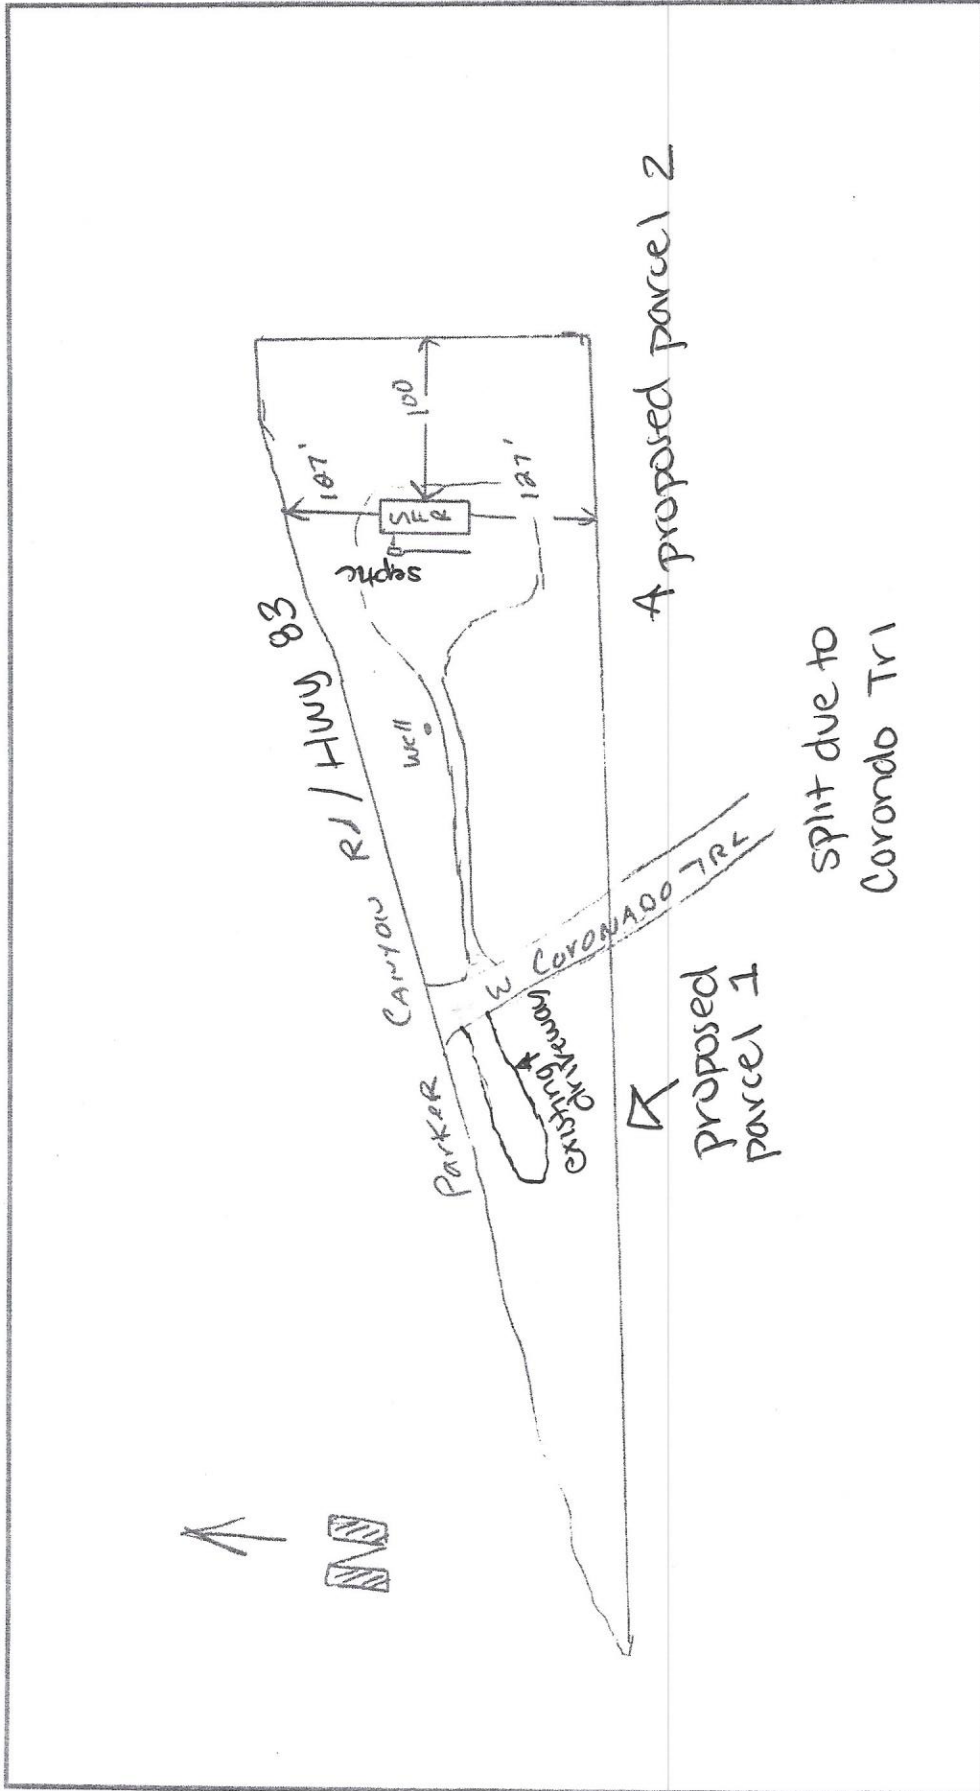 N
Parker CANYON Rd / Hwy 83
127'
SFR
100
septic
well
E CORONADO TRL
existing
driveway
proposed
parcel 1
proposed parcel 2
split due to
Corondo Trl